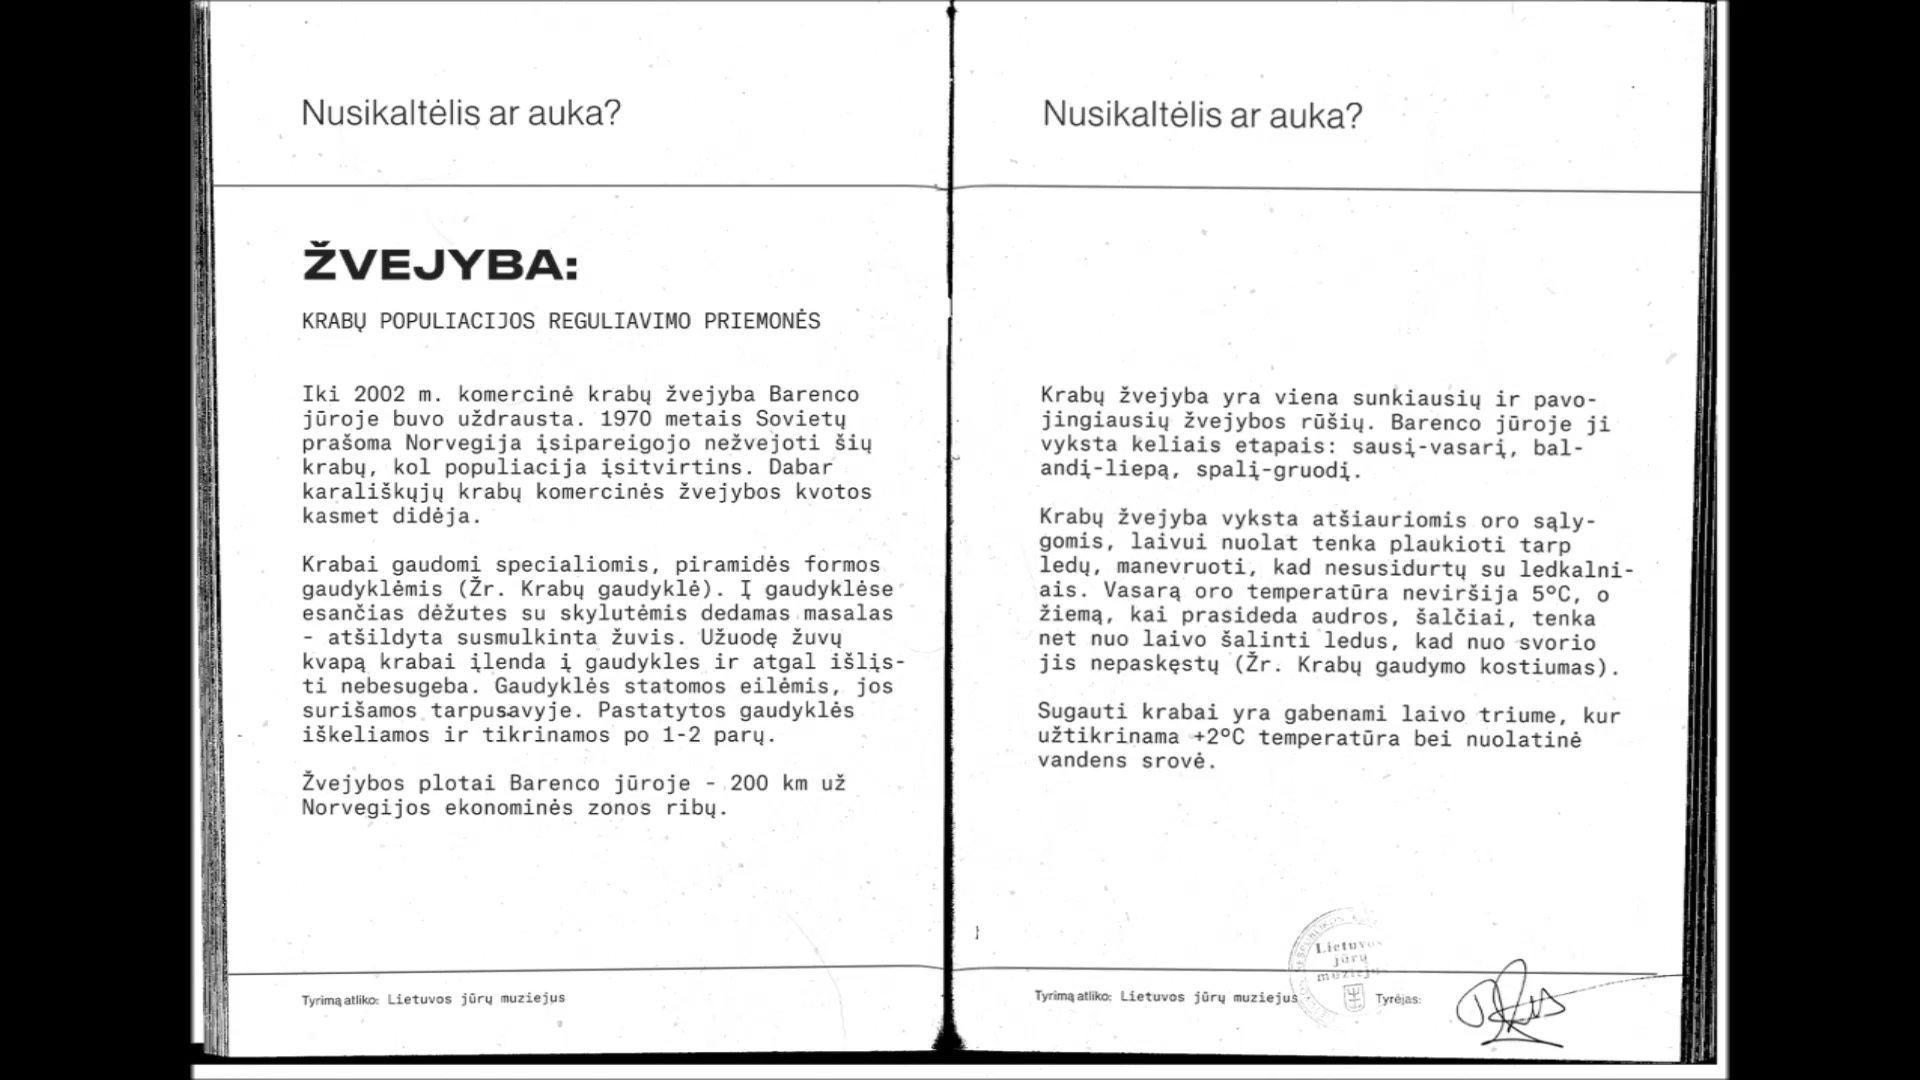 Nusikaltėlis ar auka?
ŽVEJYBA:
KRABŲ POPULIACIJOS REGULIAVIMO PRIEMONĖS
Iki 2002 m. komercinė krabų žvejyba Barenco
jūroje buvo uždrausta. 1970 metais Sovietų
prašoma Norvegija įsipareigojo nežvejoti šių
krabų, kol populiacija įsitvirtins. Dabar
karališkųjų krabų komercinės žvejybos kvotos
kasmet didėja.
Krabai gaudomi specialiomis, piramidės formos
gaudyklėmis (Žr. Krabų gaudyklė). Į gaudyklėse
esančias dėžutes su skylutėmis dedamas masalas
- atšildyta susmulkinta žuvis. Užuodę žuvų
kvapą krabai įlenda į gaudykles ir atgal išlįs-
ti nebesugeba. Gaudyklės statomos eilėmis, jos
surišamos tarpusavyje. Pastatytos gaudyklės
iškeliamos ir tikrinamos po 1-2 parų.
Žvejybos plotai Barenco jūroje - 200 km už
Norvegijos ekonominės zonos ribų.
Tyrimą atliko: Lietuvos jūrų muziejus
Nusikaltėlis ar auka?
Krabų žvejyba yra viena sunkiausių ir pavo-
jingiausių žvejybos rūšių. Barenco jūroje ji
vyksta keliais etapais: sausį-vasarį, bal-
andį-liepą, spalį-gruodį.
Krabų žvejyba vyksta atšiauriomis oro sąly-
gomis, laivui nuolat tenka plaukioti tarp
ledų, manevruoti, kad nesusidurtų su ledkalni-
ais. Vasarą oro temperatūra neviršija 5ºC, o
žiemą, kai prasideda audros, šalčiai, tenka
net nuo laivo šalinti ledus, kad nuo svorio
jis nepaskęstų (Žr. Krabų gaudymo kostiumas).
Sugauti krabai yra gabenami laivo triume, kur
užtikrinama +2ºC temperatūra bei nuolatinė
vandens srovė.
Lietuvos
jūrų
muziejus
Tyrimą atliko: Lietuvos jūrų muziejus
Tyrėjas: